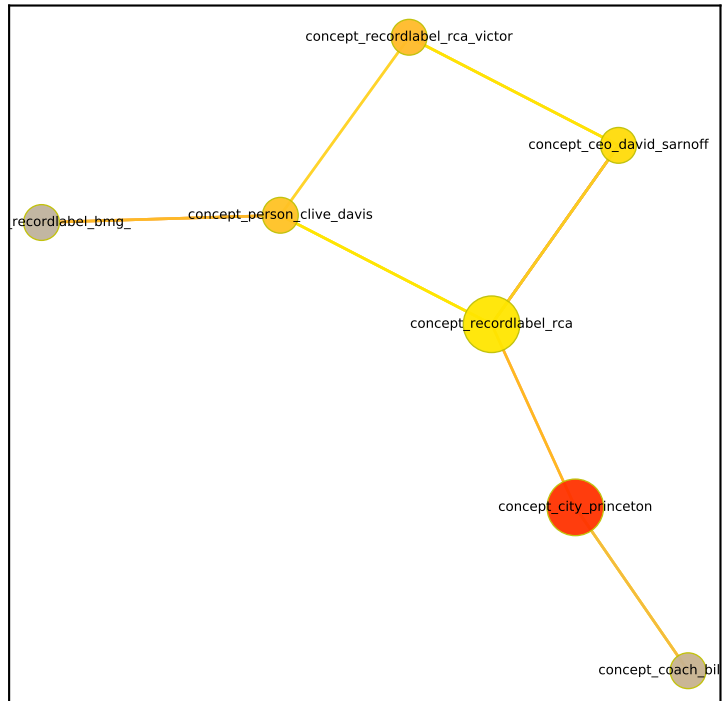 concept_recordlabel_rca_victor
concept_ceo_david_sarnoff
concept_person_clive_davis
_recordlabel_bmg_
concept_recordlabel_rca
concept_city_princeton
concept_coach_bil